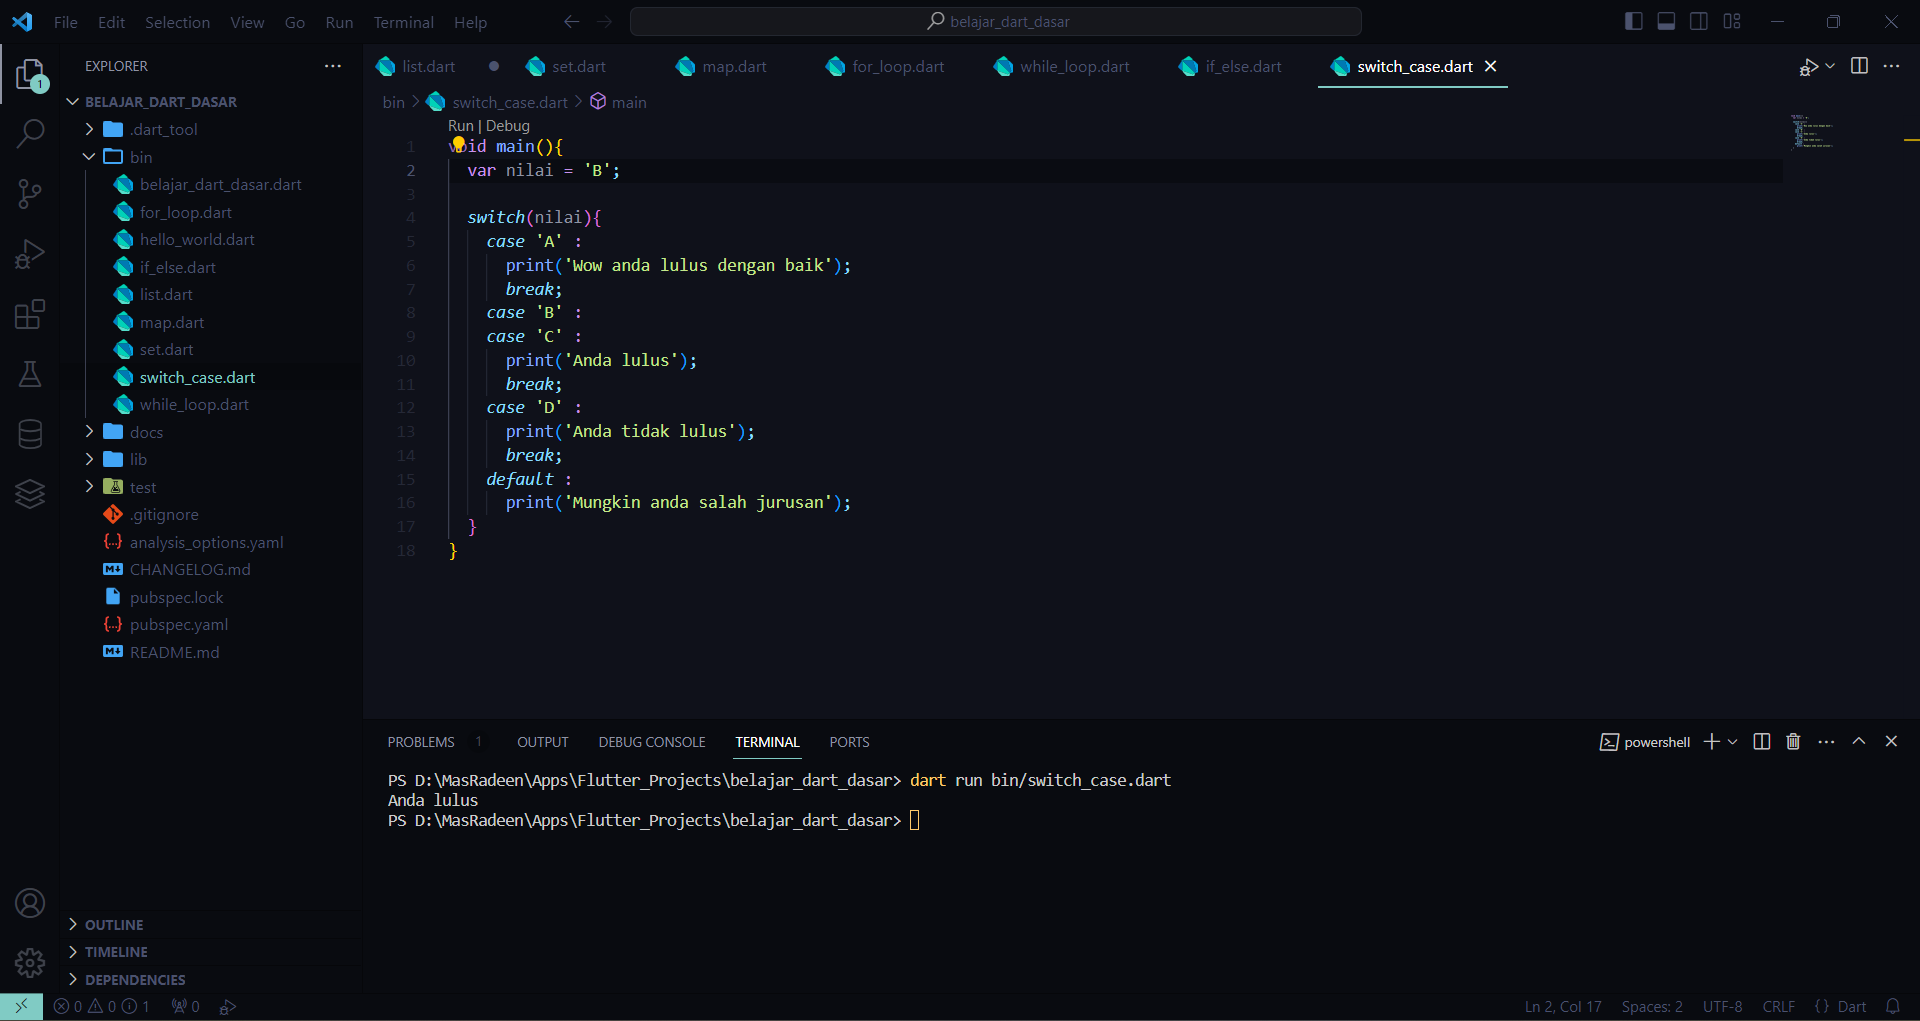 File Edit Selection View Go Run Terminal Help
belajar_dart_dasar
EXPLORER
BELAJAR_DART_DASAR
.dart_tool
bin
belajar_dart_dasar.dart
for_loop.dart
hello_world.dart
if_else.dart
list.dart
map.dart
set.dart
switch_case.dart
while_loop.dart
docs
lib
test
.gitignore
analysis_options.yaml
CHANGELOG.md
pubspec.lock
pubspec.yaml
README.md
OUTLINE
TIMELINE
DEPENDENCIES
list.dart set.dart map.dart for_loop.dart while_loop.dart if_else.dart switch_case.dart
bin > switch_case.dart > main
Run | Debug
1 void main(){
2 var nilai = 'B';
3
4 switch(nilai){
5 case 'A' :
6 print('Wow anda lulus dengan baik');
7 break;
8 case 'B' :
9 case 'C' :
10 print('Anda lulus');
11 break;
12 case 'D' :
13 print('Anda tidak lulus');
14 break;
15 default :
16 print('Mungkin anda salah jurusan');
17 }
18 }
PROBLEMS 1 OUTPUT DEBUG CONSOLE TERMINAL PORTS
powershell
PS D:\MasRadeen\Apps\Flutter_Projects\belajar_dart_dasar> dart run bin/switch_case.dart
Anda lulus
PS D:\MasRadeen\Apps\Flutter_Projects\belajar_dart_dasar>
0 0 1 0
Ln 2, Col 17 Spaces: 2 UTF-8 CRLF {} Dart